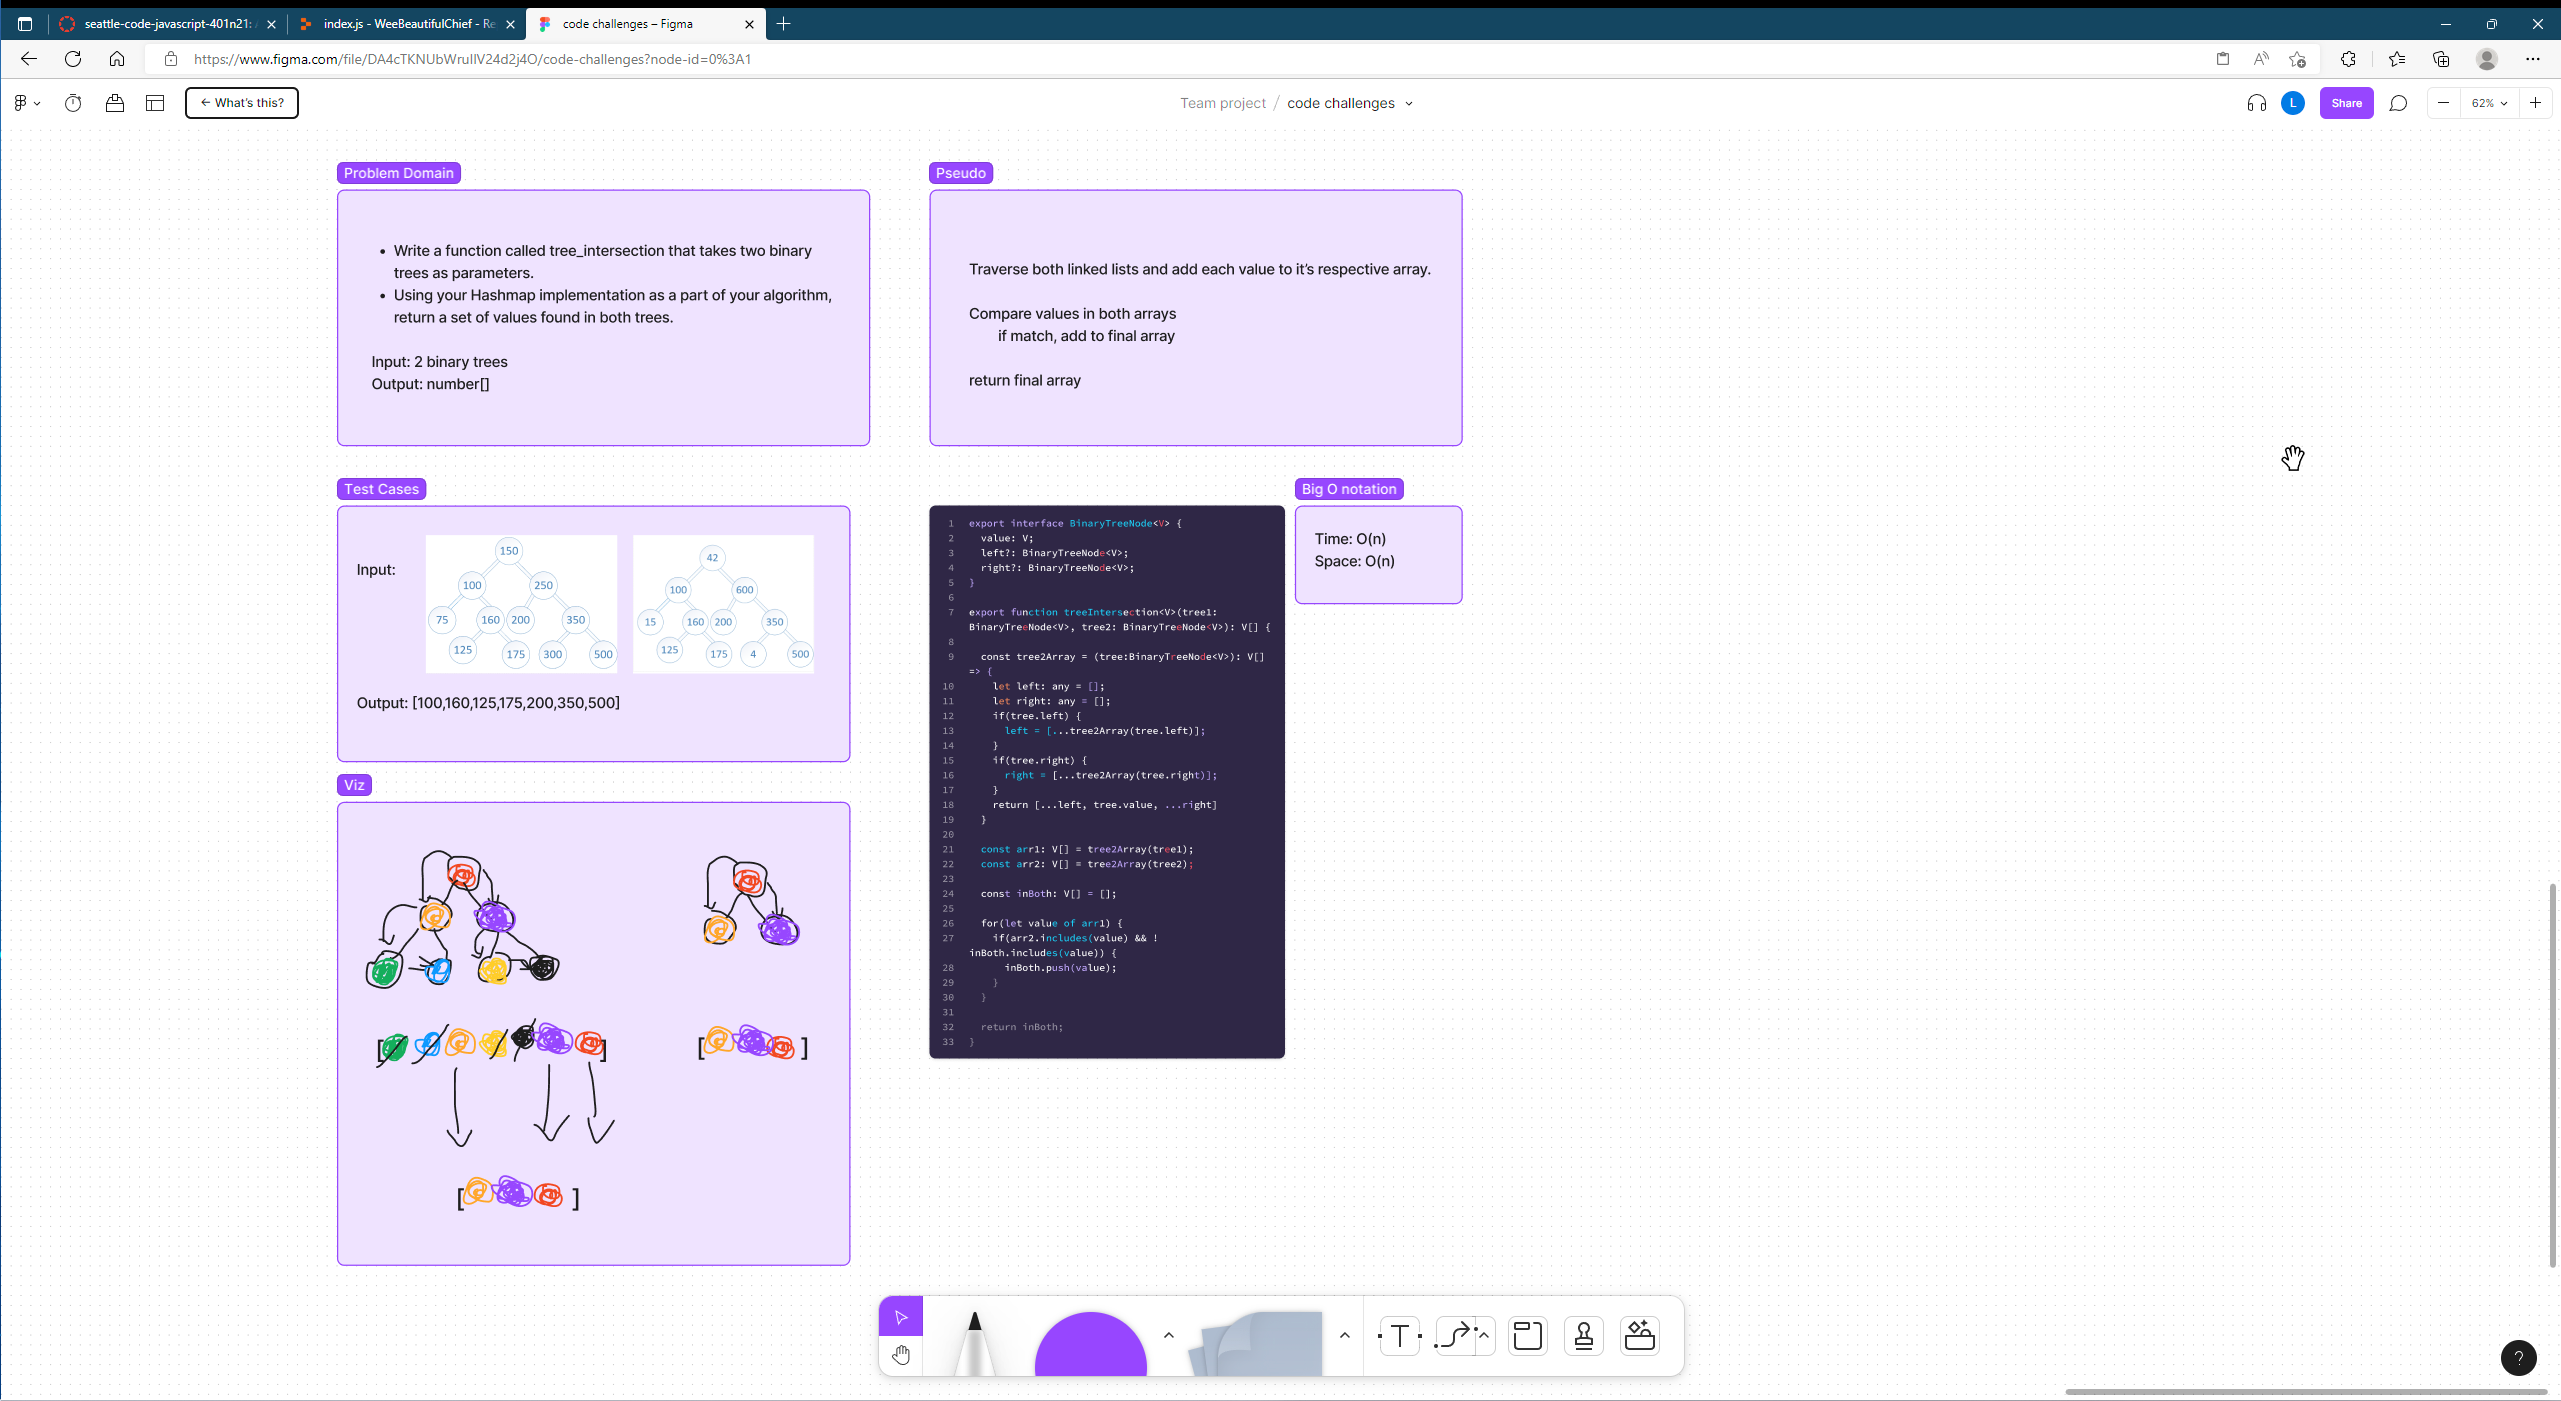 seattle-code-javascript-401n21:
index.js - WeeBeautifulChief - Re
code challenges – Figma
https://www.figma.com/file/DA4cTKNUbWruIIV24d2j4O/code-challenges?node-id=0%3A1
← What's this?
Team project / code challenges
L
Share
62%
Problem Domain
• Write a function called tree_intersection that takes two binary
trees as parameters.
• Using your Hashmap implementation as a part of your algorithm,
return a set of values found in both trees.
Input: 2 binary trees
Output: number[]
Pseudo
Traverse both linked lists and add each value to it's respective array.
Compare values in both arrays
if match, add to final array
return final array
Test Cases
Input:
150
100 250
75 160 200 350
125 175 300 500
42
100 600
15 160 200 350
125 175 4 500
Output: [100,160,125,175,200,350,500]
Viz
[ ]
[ ]
[ ]
1 export interface BinaryTreeNode<V> {
2 value: V;
3 left?: BinaryTreeNode<V>;
4 right?: BinaryTreeNode<V>;
5 }
6
7 export function treeIntersection<V>(tree1:
BinaryTreeNode<V>, tree2: BinaryTreeNode<V>): V[] {
8
9 const tree2Array = (tree:BinaryTreeNode<V>): V[]
=> {
10 let left: any = [];
11 let right: any = [];
12 if(tree.left) {
13 left = [...tree2Array(tree.left)];
14 }
15 if(tree.right) {
16 right = [...tree2Array(tree.right)];
17 }
18 return [...left, tree.value, ...right]
19 }
20
21 const arr1: V[] = tree2Array(tree1);
22 const arr2: V[] = tree2Array(tree2);
23
24 const inBoth: V[] = [];
25
26 for(let value of arr1) {
27 if(arr2.includes(value) && !
inBoth.includes(value)) {
28 inBoth.push(value);
29 }
30 }
31
32 return inBoth;
33 }
Big O notation
Time: O(n)
Space: O(n)
T
?